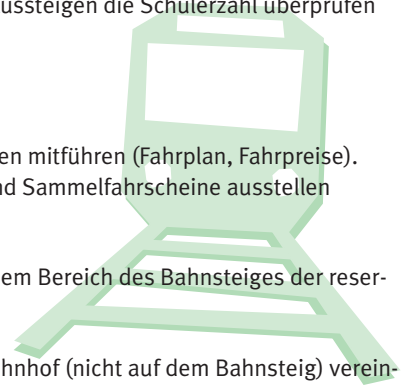 ussteigen die Schülerzahl überprüfen
en mitführen (Fahrplan, Fahrpreise).
nd Sammelfahrscheine ausstellen
em Bereich des Bahnsteiges der reser-
hnhof (nicht auf dem Bahnsteig) verein-